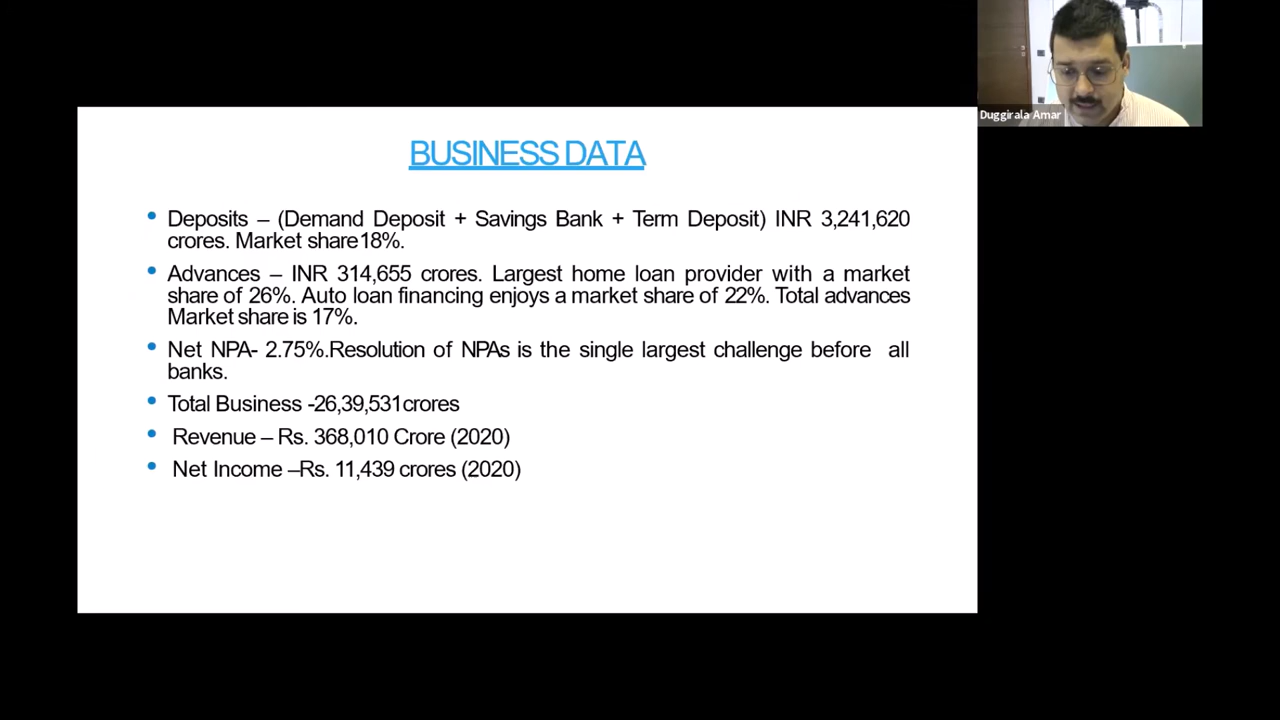 BUSINESS DATA
• Deposits – (Demand Deposit + Savings Bank + Term Deposit) INR 3,241,620
crores. Market share18%.
• Advances – INR 314,655 crores. Largest home loan provider with a market
share of 26%. Auto loan financing enjoys a market share of 22%. Total advances
Market share is 17%.
• Net NPA- 2.75%.Resolution of NPAs is the single largest challenge before all
banks.
• Total Business -26,39,531crores
• Revenue – Rs. 368,010 Crore (2020)
• Net Income –Rs. 11,439 crores (2020)
Duggirala Amar